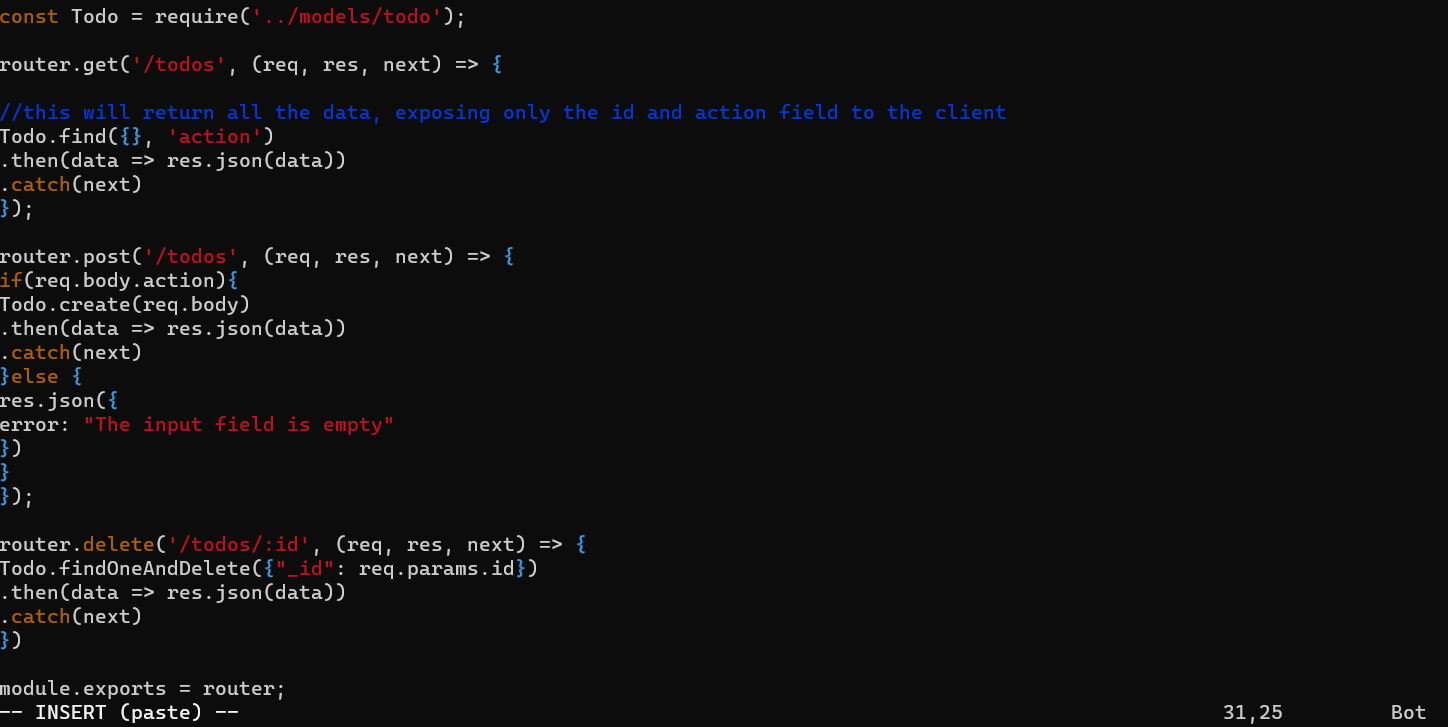 const Todo = require('../models/todo');

router.get('/todos', (req, res, next) => {

//this will return all the data, exposing only the id and action field to the client
Todo.find({}, 'action')
.then(data => res.json(data))
.catch(next)
});

router.post('/todos', (req, res, next) => {
if(req.body.action){
Todo.create(req.body)
.then(data => res.json(data))
.catch(next)
}else {
res.json({
error: "The input field is empty"
})
}
});

router.delete('/todos/:id', (req, res, next) => {
Todo.findOneAndDelete({"_id": req.params.id})
.then(data => res.json(data))
.catch(next)
})

module.exports = router;
-- INSERT (paste) -- 31,25 Bot